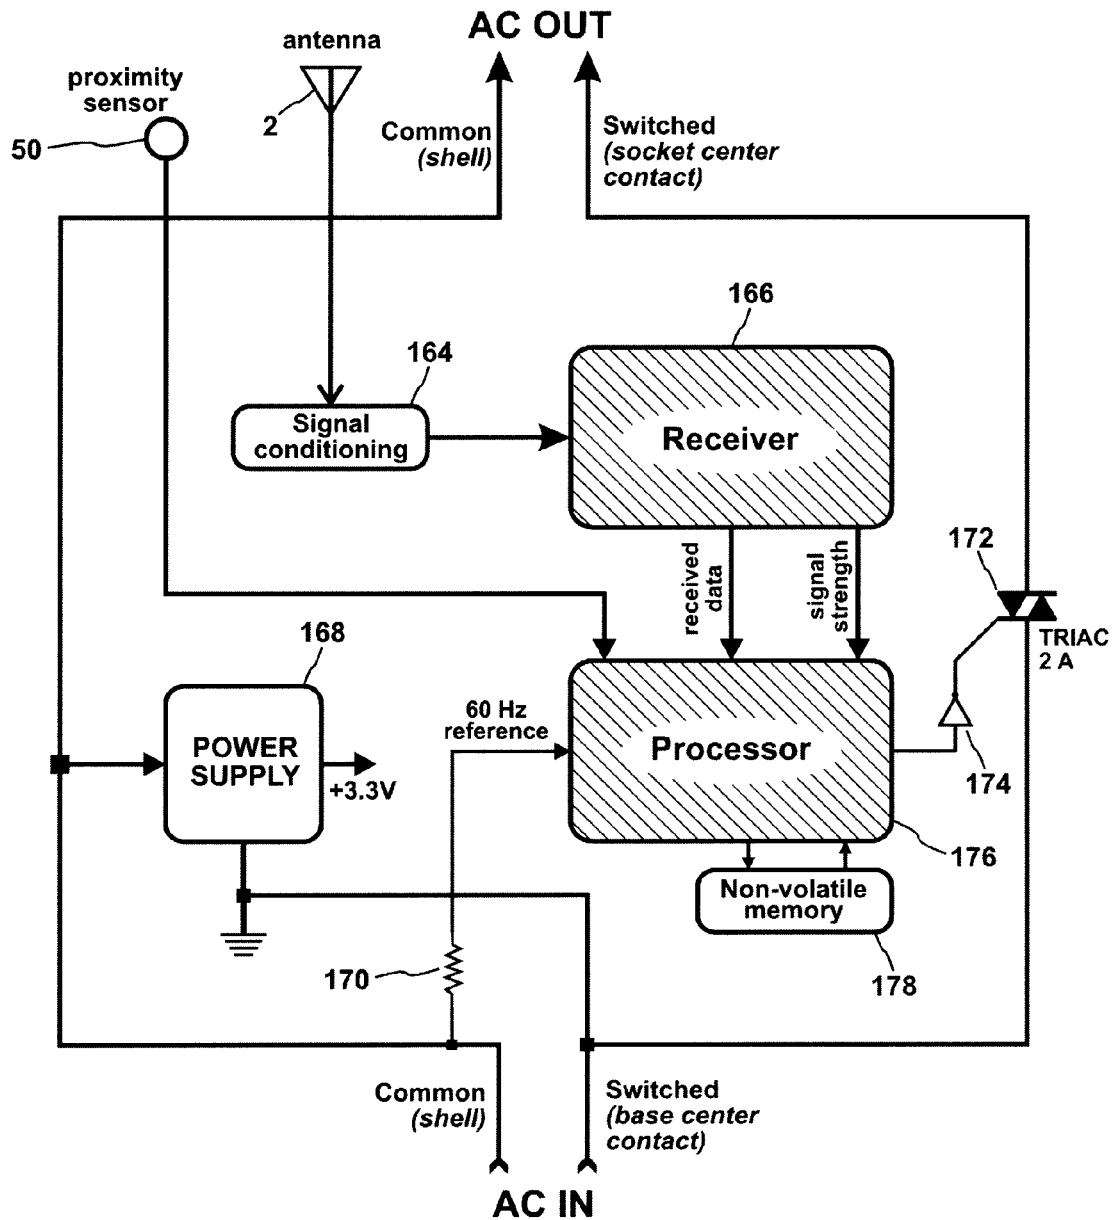 AC OUT
antenna
proximity
sensor
2
50
Common
(shell)
Switched
(socket center
contact)
166
164
Signal
conditioning
Receiver
172
received
data
signal
strength
TRIAC
2 A
168
60 Hz
reference
POWER
SUPPLY
+3.3V
Processor
174
176
Non-volatile
memory
170
178
Common
(shell)
Switched
(base center
contact)
AC IN